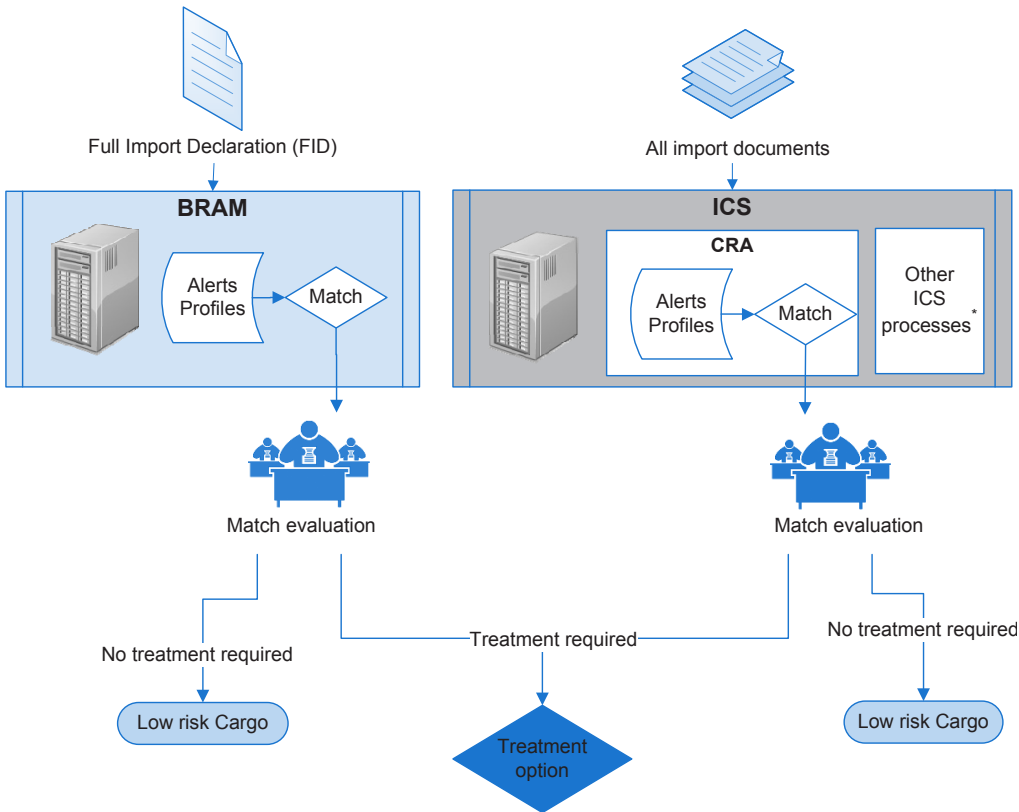 Full Import Declaration (FID)
All import documents
BRAM
Alerts
Profiles
Match
ICS
CRA
Alerts
Profiles
Match
Other
ICS
processes*
Match evaluation
Match evaluation
No treatment required
Treatment required
No treatment required
Low risk Cargo
Treatment
option
Low risk Cargo